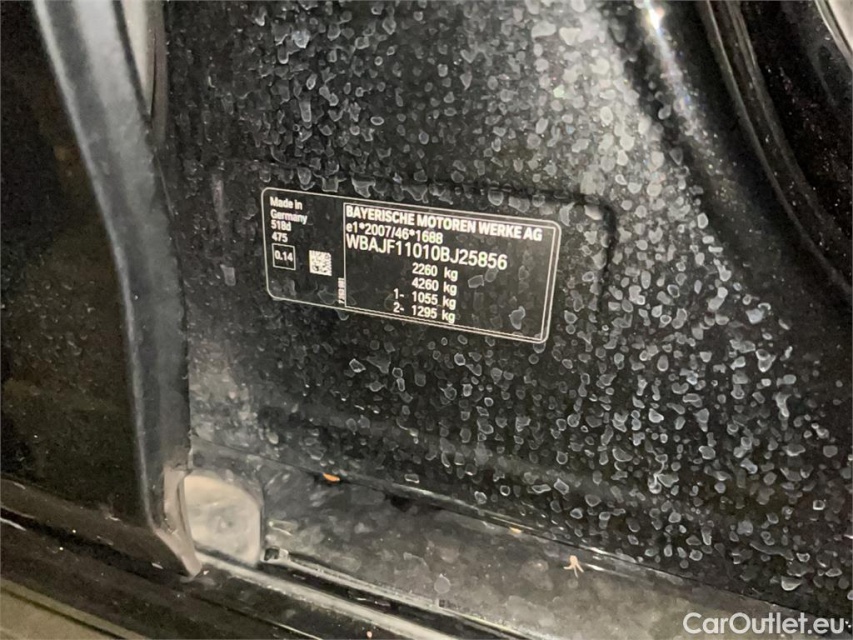 Made in
Germany
518d
475
0.14
BAYERISCHE MOTOREN WERKE AG
e1*2007/46*1688
WBAJF11010BJ25856
2260 kg
4260 kg
1- 1055 kg
2- 1295 kg
CarOutlet.eu